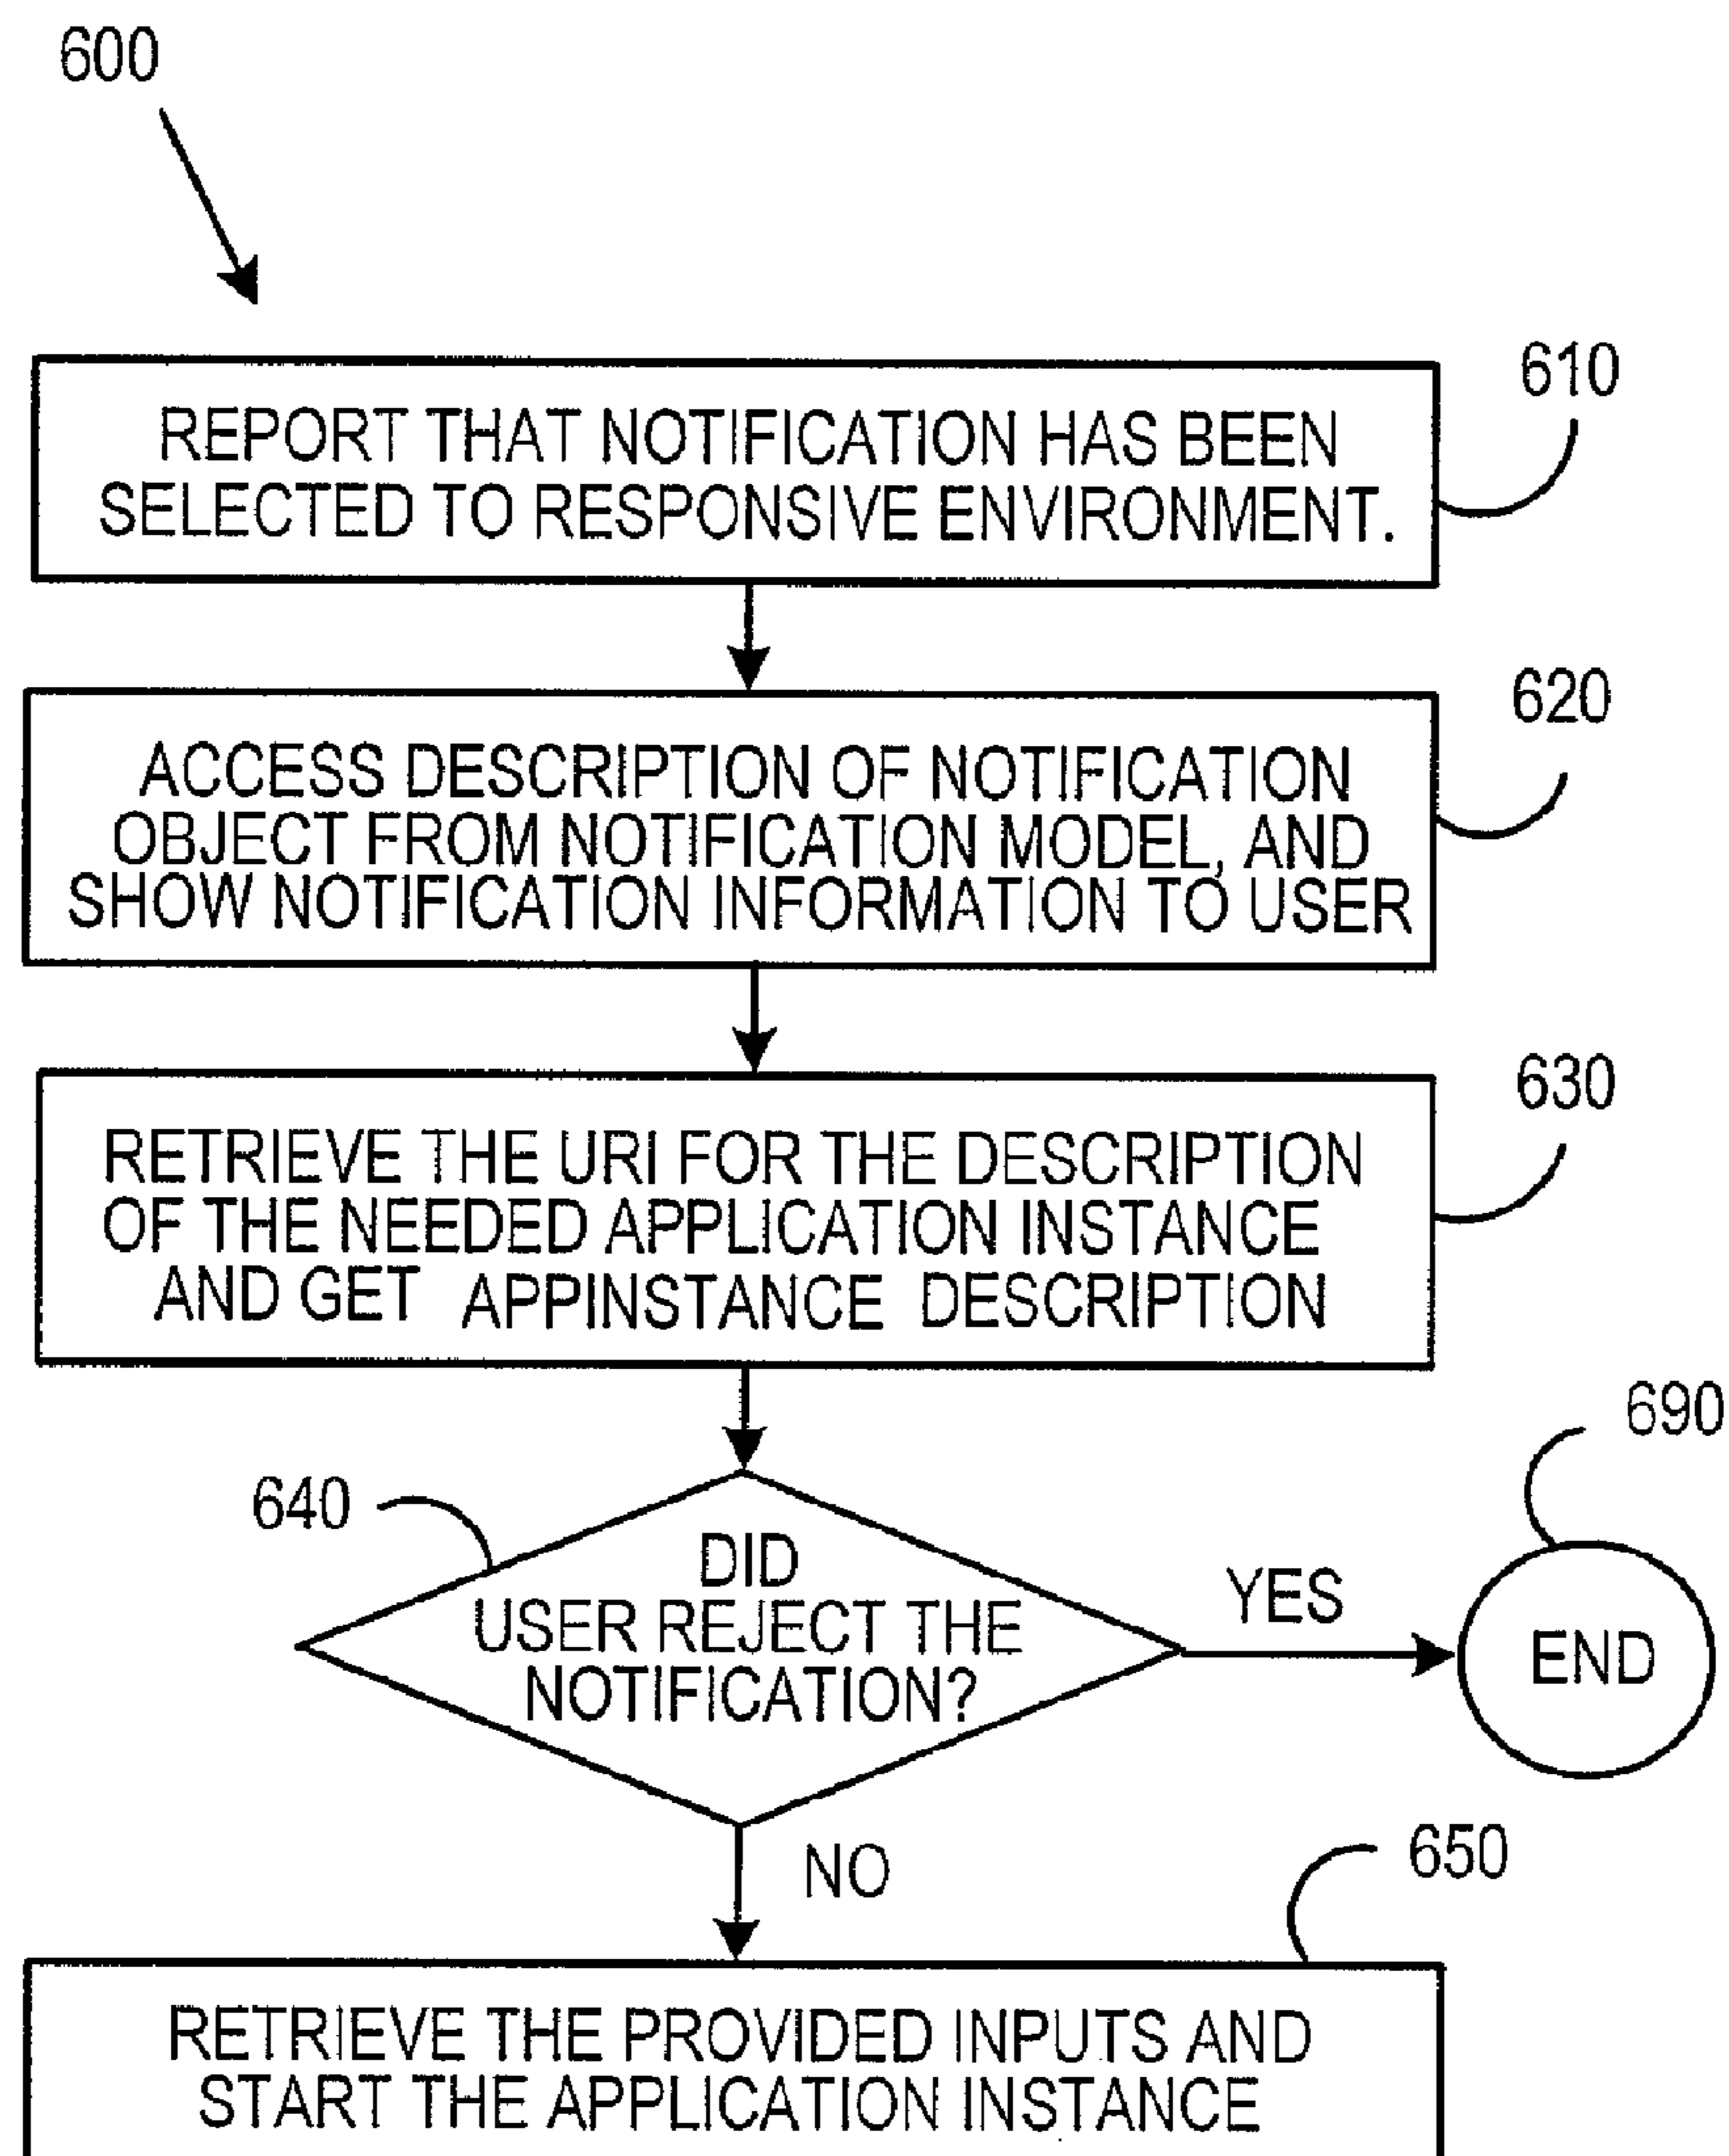 600
610
REPORT THAT NOTIFICATION HAS BEEN
SELECTED TO RESPONSIVE ENVIRONMENT.
620
ACCESS DESCRIPTION OF NOTIFICATION
OBJECT FROM NOTIFICATION MODEL, AND
SHOW NOTIFICATION INFORMATION TO USER
630
RETRIEVE THE URI FOR THE DESCRIPTION
OF THE NEEDED APPLICATION INSTANCE
AND GET APPINSTANCE DESCRIPTION
690
640
DID
USER REJECT THE
NOTIFICATION?
YES
END
NO
650
RETRIEVE THE PROVIDED INPUTS AND
START THE APPLICATION INSTANCE